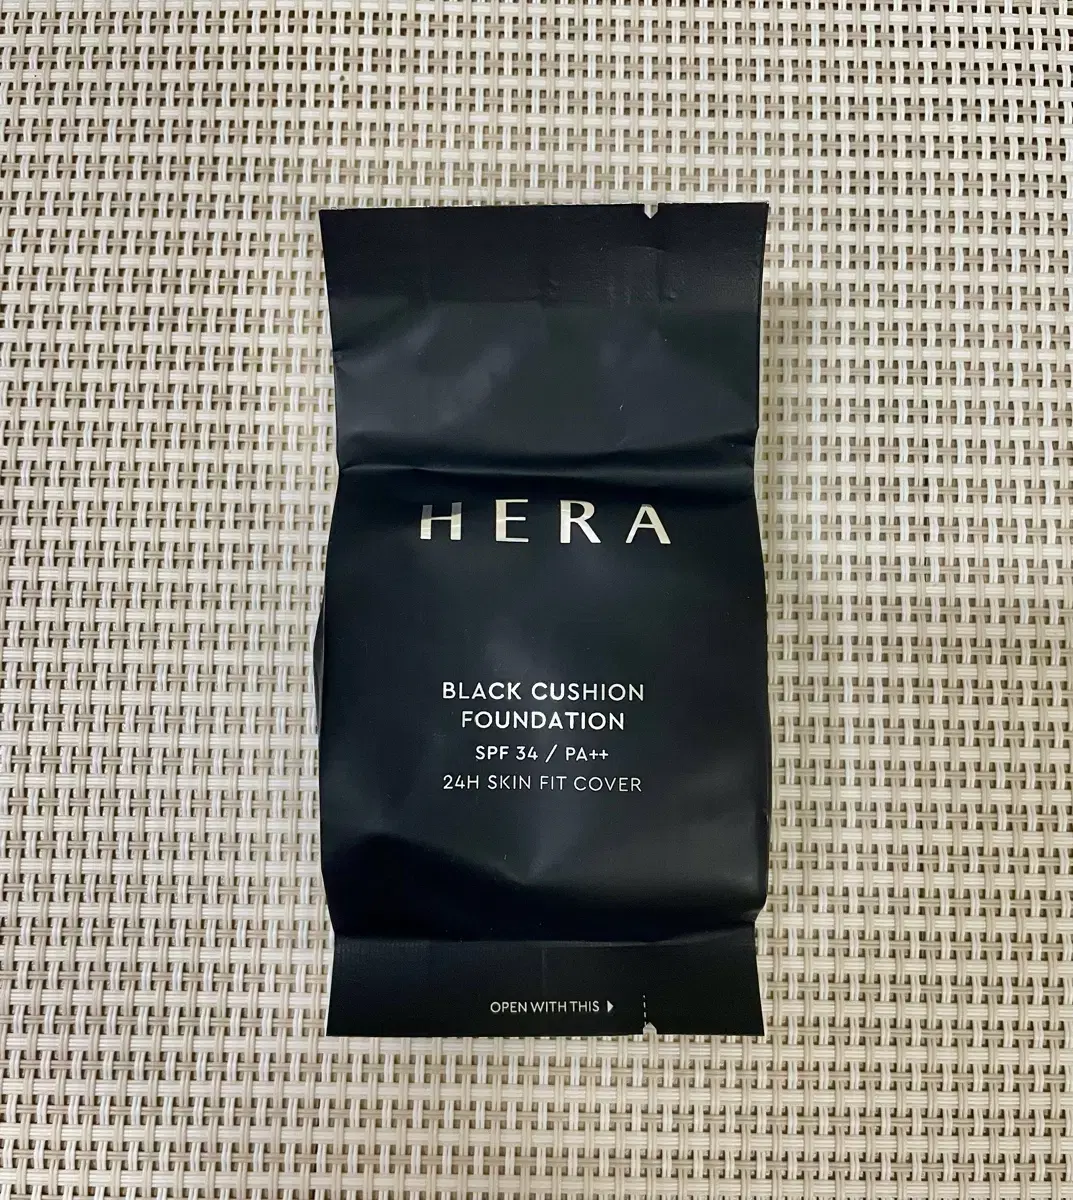 HERA
BLACK CUSHION
FOUNDATION
SPF 34 / PA++
24H SKIN FIT COVER
OPEN WITH THIS